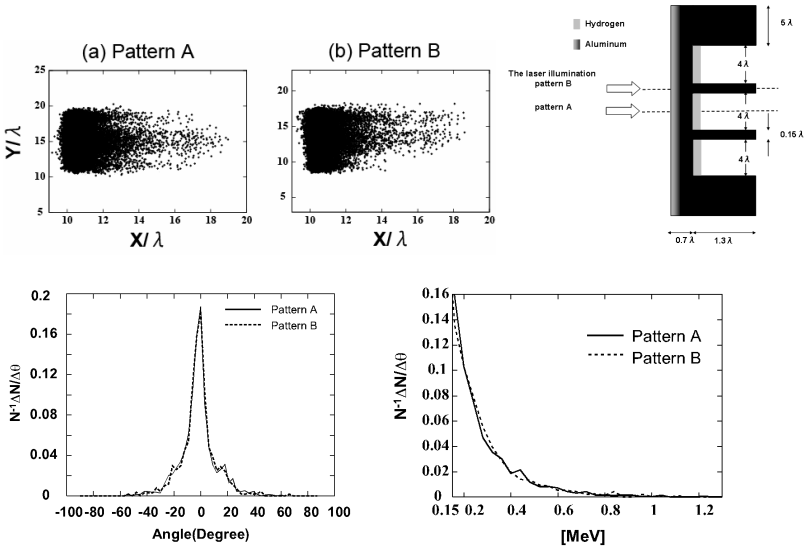 (a) Pattern A
25
20
15
10
5
Y/ λ
10
12
14
16
18
20
X/ λ
(b) Pattern B
25
20
15
10
5
10
12
14
16
18
20
X/ λ
Hydrogen
Aluminum
The laser illumination
pattern B
pattern A
5 λ
4 λ
4 λ
4 λ
0.15 λ
0.7 λ
1.3 λ
0.2
0.16
0.12
0.08
0.04
0
N⁻¹ΔN/Δθ
Pattern A
Pattern B
-100 -80 -60 -40 -20 0 20 40 60 80 100
Angle(Degree)
0.16
0.14
0.12
0.1
0.08
0.06
0.04
0.02
0
N⁻¹ΔN/Δθ
Pattern A
Pattern B
0.15 0.2 0.4 0.6 0.8 1 1.2
[MeV]